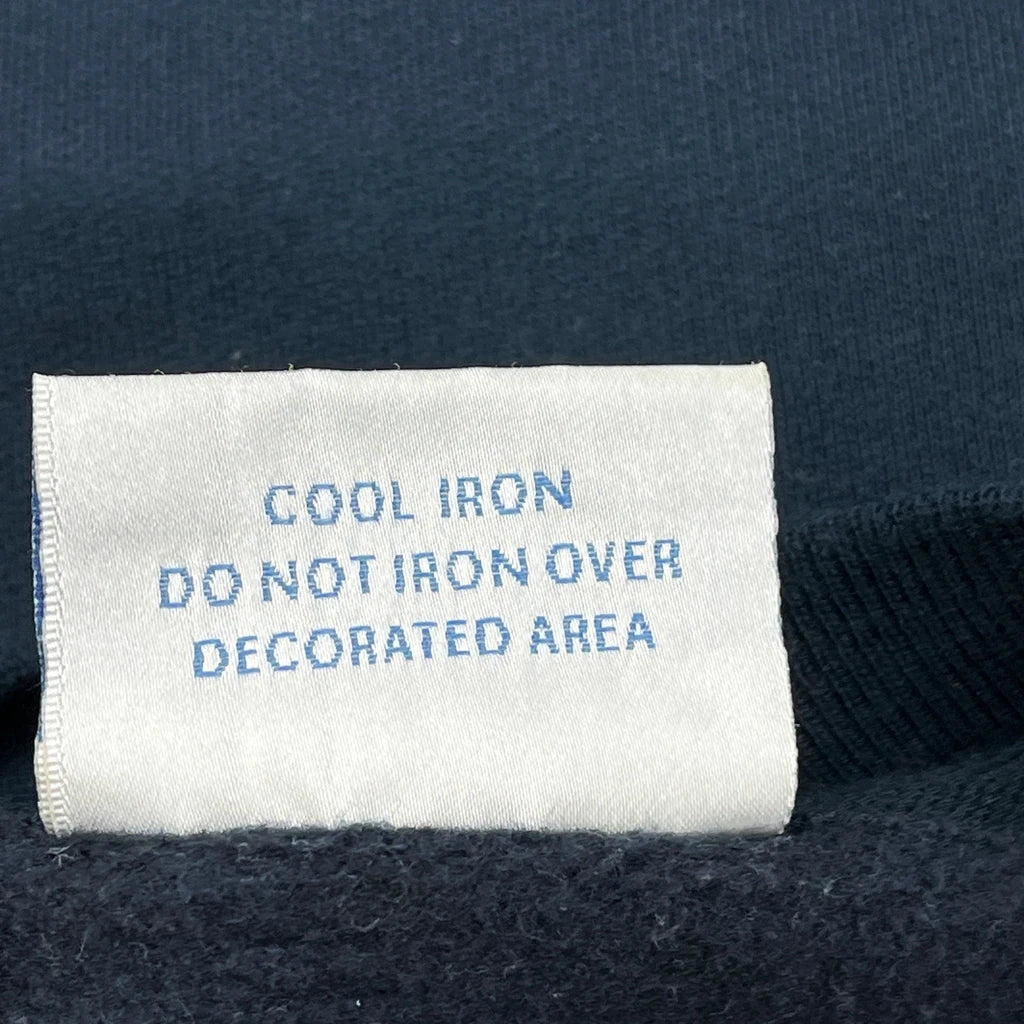 COOL IRON
DO NOT IRON OVER
DECORATED AREA